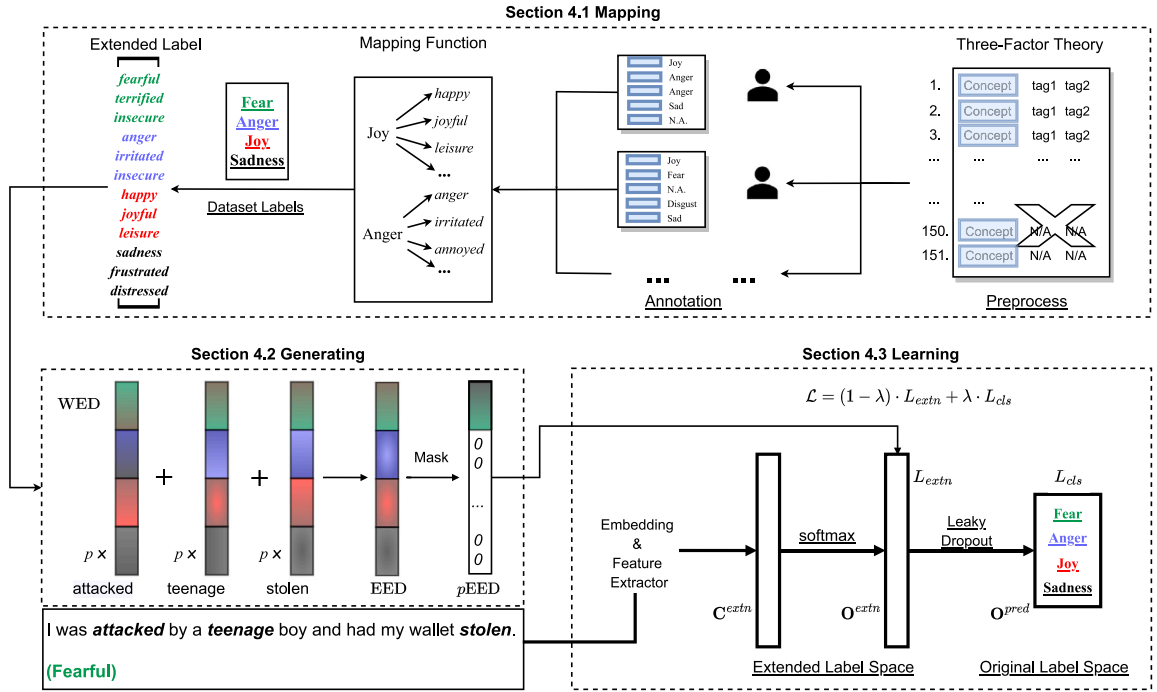 Section 4.1 Mapping
Extended Label
fearful
terrified
insecure
anger
irritated
insecure
happy
joyful
leisure
sadness
frustrated
distressed
Fear
Anger
Joy
Sadness
Dataset Labels
Mapping Function
Joy
happy
joyful
leisure
...
Anger
anger
irritated
annoyed
...
Joy
Anger
Anger
Sad
N.A.
Joy
Fear
N.A.
Disgust
Sad
... ...
Annotation
Three-Factor Theory
1. Concept tag1 tag2
2. Concept tag1 tag2
3. Concept tag1 tag2
... ... ... ...
... ...
150. Concept N/A N/A
151. Concept N/A N/A
Preprocess
Section 4.2 Generating
WED
+ +
Mask
0
0
...
0
0
p × p × p ×
attacked teenage stolen EED pEED
I was attacked by a teenage boy and had my wallet stolen.
(Fearful)
Section 4.3 Learning
ℒ = (1 − λ) · L_extn + λ · L_cls
Embedding
&
Feature
Extractor
softmax
L_extn
Leaky
Dropout
L_cls
Fear
Anger
Joy
Sadness
C^extn O^extn O^pred
Extended Label Space Original Label Space